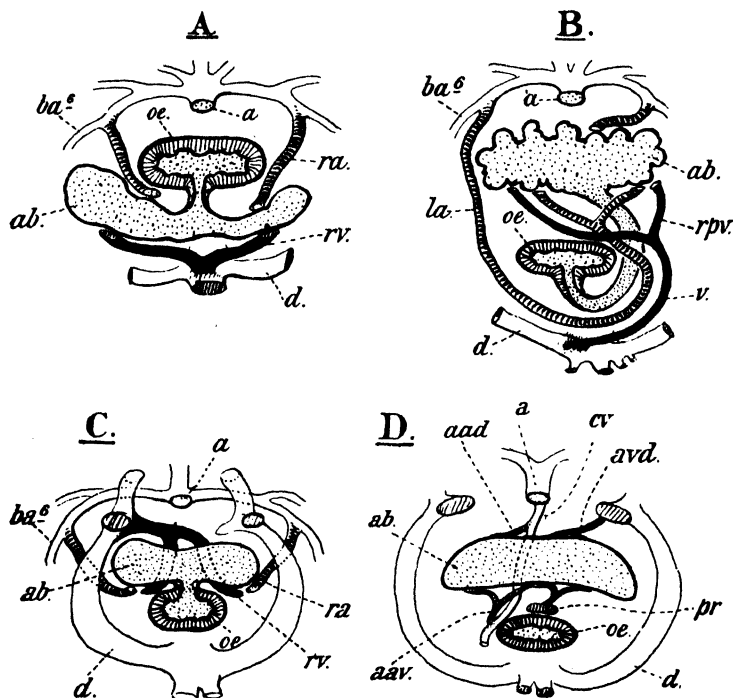 A.
ba⁶
oe.
a
ra.
ab.
rv.
d.
B.
ba⁶
a
ab.
la
oe.
rpv.
v.
d.
C.
a
ba⁶
ab.
ra
oe
rv.
d.
D.
aad
a
cv
avd.
ab.
pr
oe.
aav.
d.